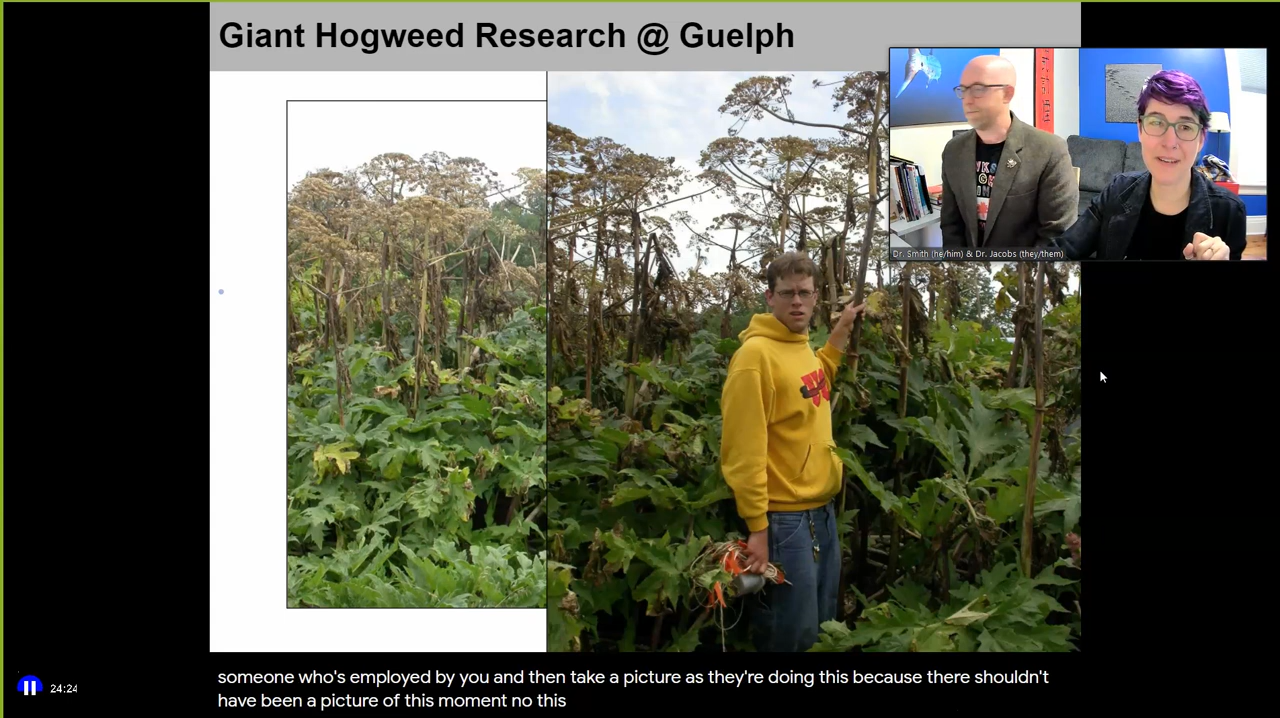 Giant Hogweed Research @ Guelph
Dr. Smith (he/him) & Dr. Jacobs (they/them)
24:24
someone who's employed by you and then take a picture as they're doing this because there shouldn't
have been a picture of this moment no this